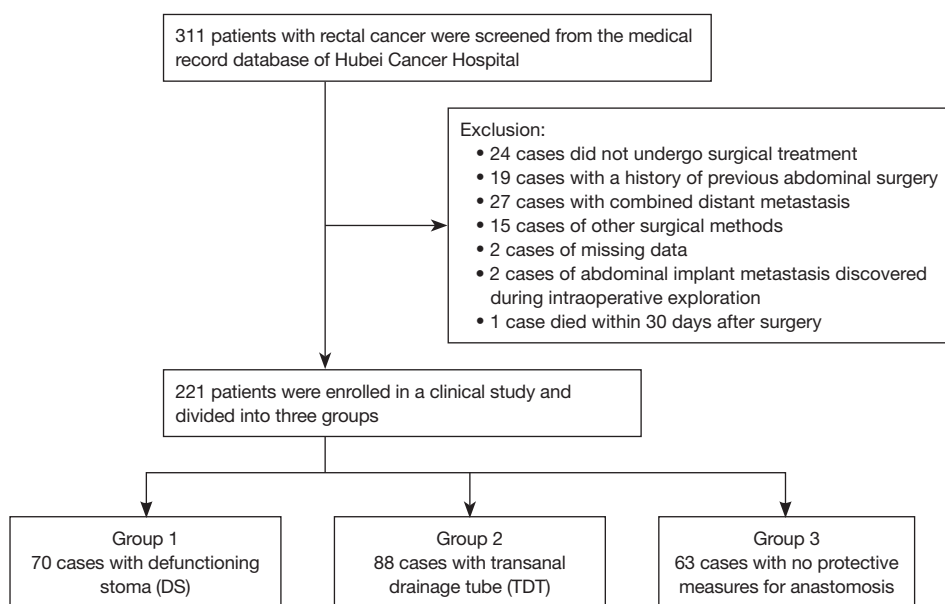 311 patients with rectal cancer were screened from the medical
record database of Hubei Cancer Hospital
Exclusion:
• 24 cases did not undergo surgical treatment
• 19 cases with a history of previous abdominal surgery
• 27 cases with combined distant metastasis
• 15 cases of other surgical methods
• 2 cases of missing data
• 2 cases of abdominal implant metastasis discovered
during intraoperative exploration
• 1 case died within 30 days after surgery
221 patients were enrolled in a clinical study and
divided into three groups
Group 1
70 cases with defunctioning
stoma (DS)
Group 2
88 cases with transanal
drainage tube (TDT)
Group 3
63 cases with no protective
measures for anastomosis